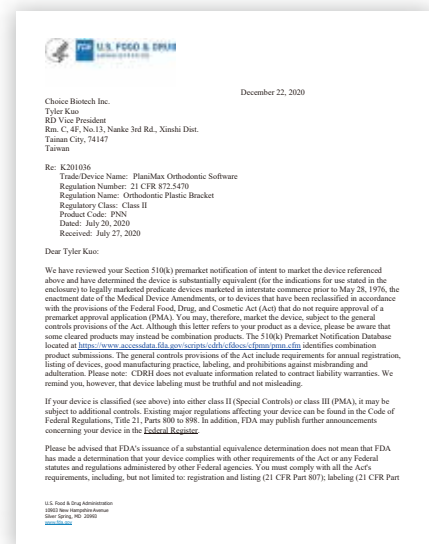 FDA U.S. FOOD & DRUG
ADMINISTRATION
December 22, 2020
Choice Biotech Inc.
Tyler Kuo
RD Vice President
Rm. C, 4F, No.13, Nanke 3rd Rd., Xinshi Dist.
Tainan City, 74147
Taiwan
Re: K201036
Trade/Device Name: PlaniMax Orthodontic Software
Regulation Number: 21 CFR 872.5470
Regulation Name: Orthodontic Plastic Bracket
Regulatory Class: Class II
Product Code: PNN
Dated: July 20, 2020
Received: July 27, 2020
Dear Tyler Kuo:
We have reviewed your Section 510(k) premarket notification of intent to market the device referenced
above and have determined the device is substantially equivalent (for the indications for use stated in the
enclosure) to legally marketed predicate devices marketed in interstate commerce prior to May 28, 1976, the
enactment date of the Medical Device Amendments, or to devices that have been reclassified in accordance
with the provisions of the Federal Food, Drug, and Cosmetic Act (Act) that do not require approval of a
premarket approval application (PMA). You may, therefore, market the device, subject to the general
controls provisions of the Act. Although this letter refers to your product as a device, please be aware that
some cleared products may instead be combination products. The 510(k) Premarket Notification Database
located at https://www.accessdata.fda.gov/scripts/cdrh/cfdocs/cfpmn/pmn.cfm identifies combination
product submissions. The general controls provisions of the Act include requirements for annual registration,
listing of devices, good manufacturing practice, labeling, and prohibitions against misbranding and
adulteration. Please note: CDRH does not evaluate information related to contract liability warranties. We
remind you, however, that device labeling must be truthful and not misleading.
If your device is classified (see above) into either class II (Special Controls) or class III (PMA), it may be
subject to additional controls. Existing major regulations affecting your device can be found in the Code of
Federal Regulations, Title 21, Parts 800 to 898. In addition, FDA may publish further announcements
concerning your device in the Federal Register.
Please be advised that FDA's issuance of a substantial equivalence determination does not mean that FDA
has made a determination that your device complies with other requirements of the Act or any Federal
statutes and regulations administered by other Federal agencies. You must comply with all the Act's
requirements, including, but not limited to: registration and listing (21 CFR Part 807); labeling (21 CFR Part
U.S. Food & Drug Administration
10903 New Hampshire Avenue
Silver Spring, MD 20993
www.fda.gov